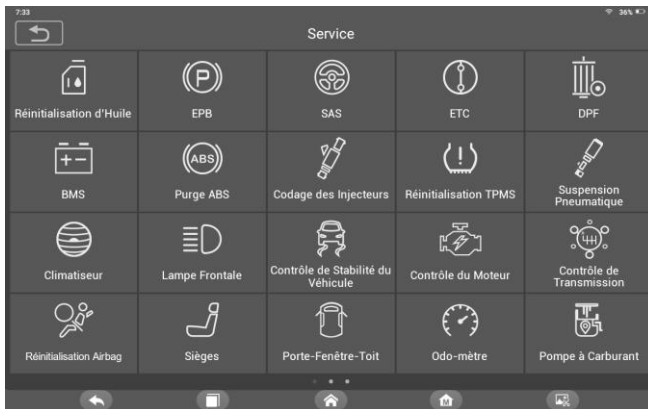 7:33
36%
Service
Réinitialisation d'Huile
EPB
SAS
ETC
DPF
BMS
ABS
Purge ABS
Codage des Injecteurs
Réinitialisation TPMS
Suspension
Pneumatique
Climatiseur
Lampe Frontale
Contrôle de Stabilité du
Véhicule
Contrôle du Moteur
Contrôle de
Transmission
Réinitialisation Airbag
Sièges
Porte-Fenêtre-Toit
Odo-mètre
Pompe à Carburant
M